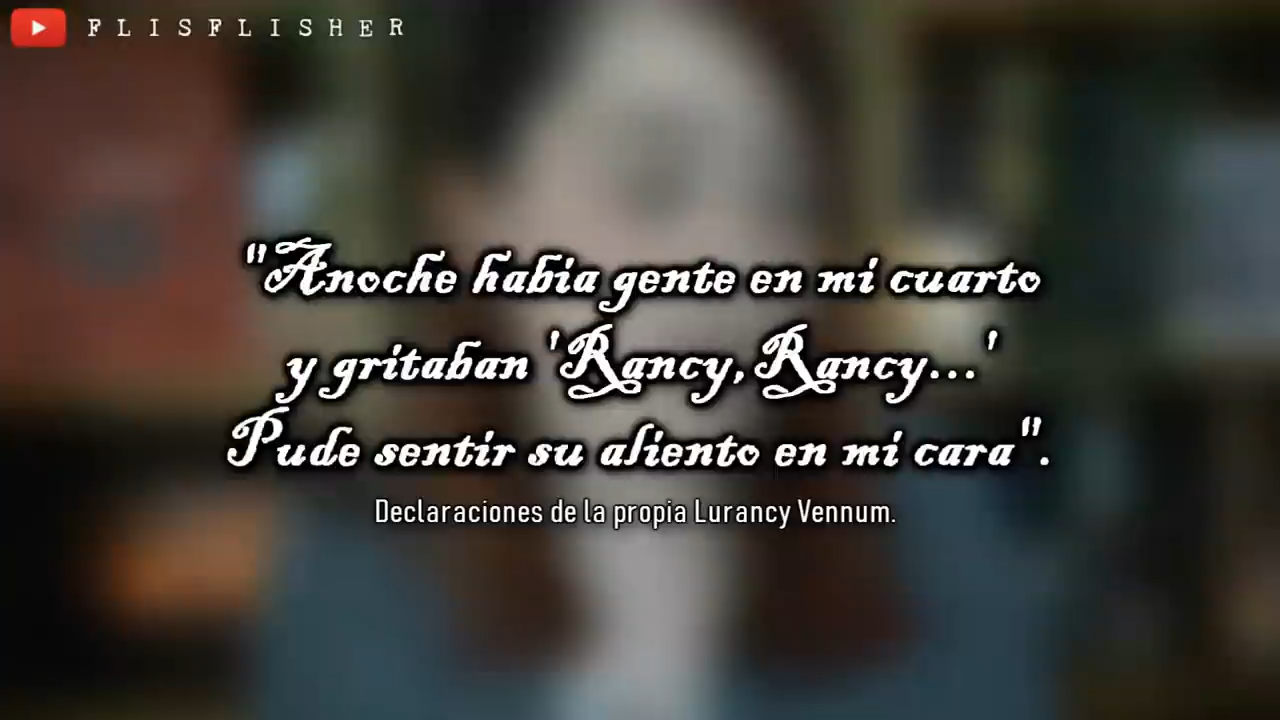 FLISFLISHER
"Anoche había gente en mi cuarto
y gritaban 'Rancy, Rancy...'
Pude sentir su aliento en mi cara".
Declaraciones de la propia Lurancy Vennum.